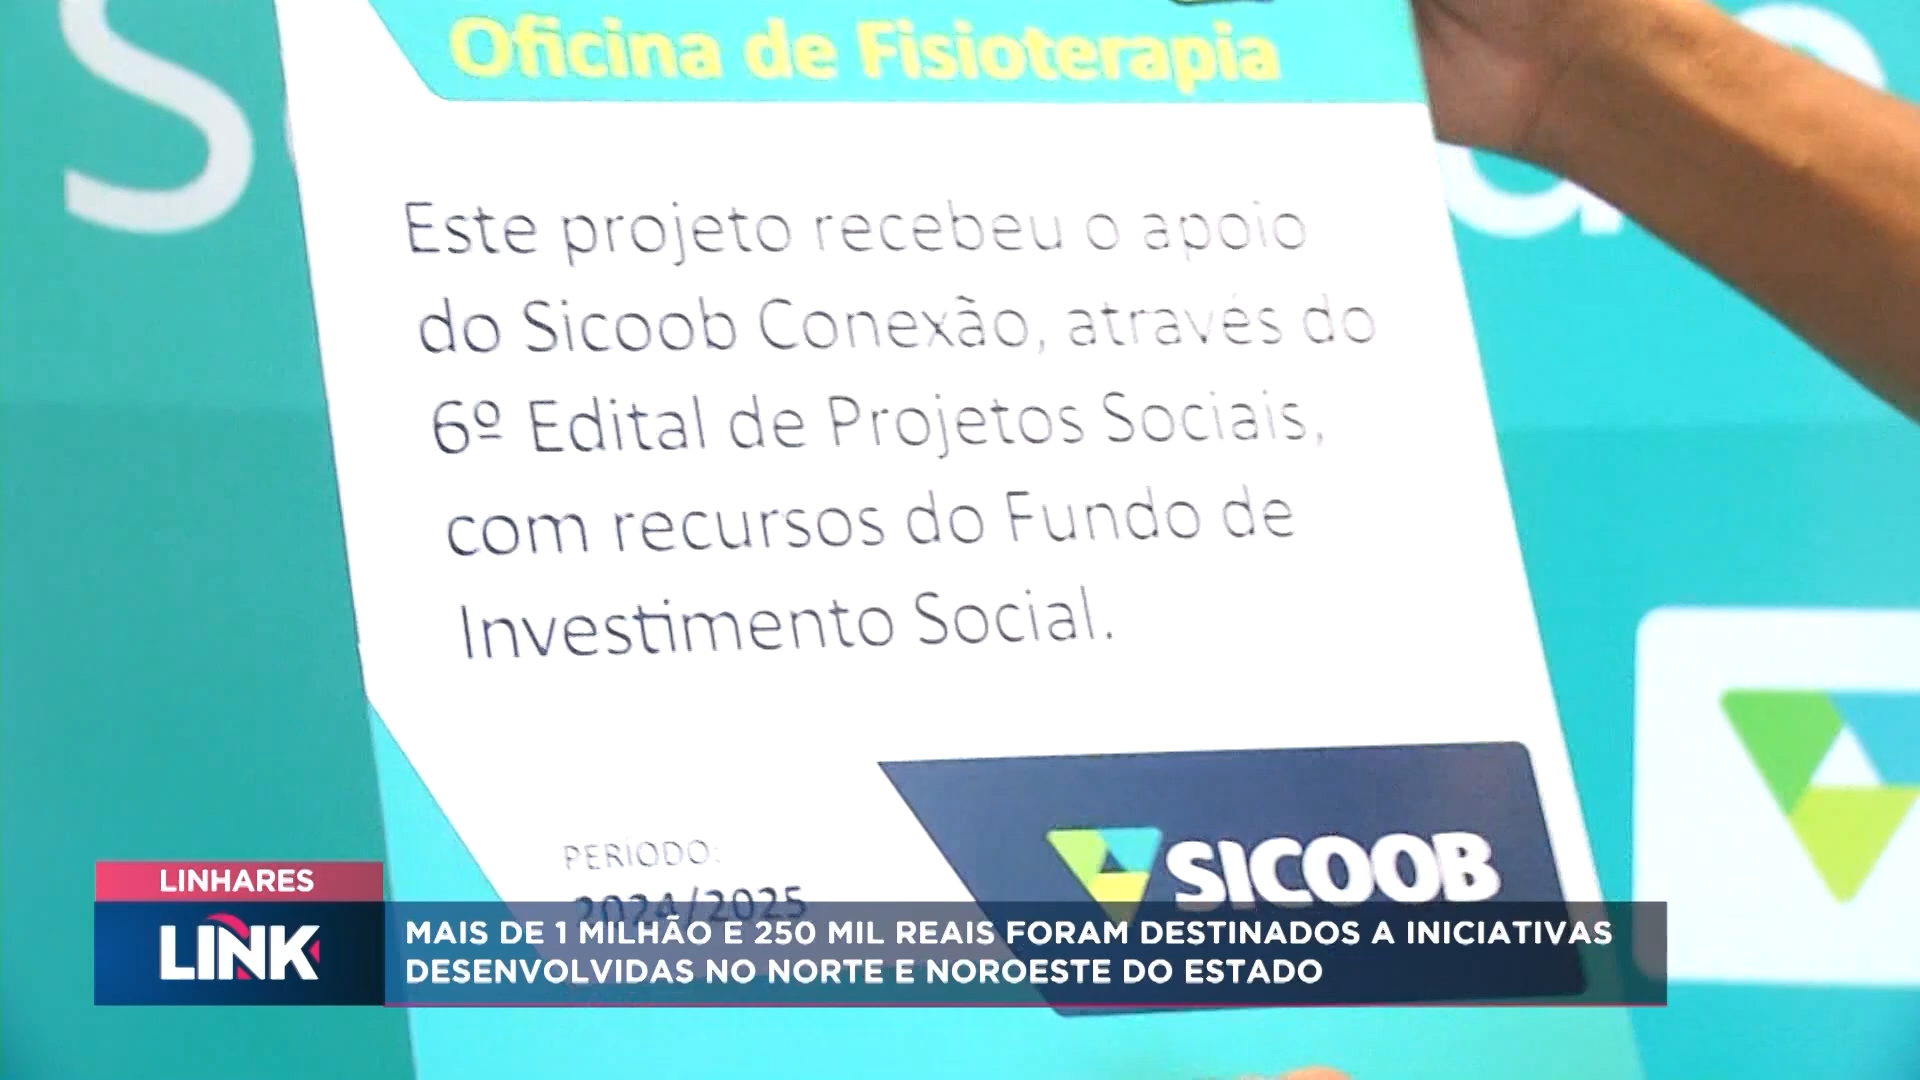 Oficina de Fisioterapia
Este projeto recebeu o apoio
do Sicoob Conexão, através do
6º Edital de Projetos Sociais,
com recursos do Fundo de
Investimento Social.
PERÍODO:
2024/2025
SICOOB
LINHARES
LINK
MAIS DE 1 MILHÃO E 250 MIL REAIS FORAM DESTINADOS A INICIATIVAS
DESENVOLVIDAS NO NORTE E NOROESTE DO ESTADO